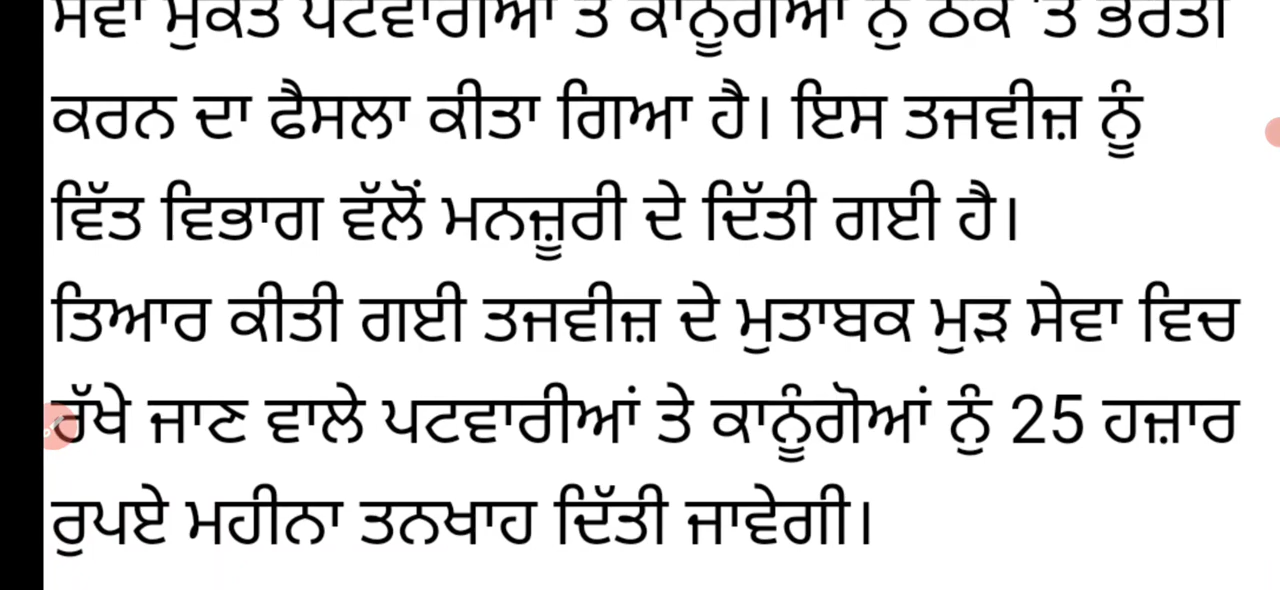 ਸੇਵਾ ਮੁਕਤ ਪਟਵਾਰੀਆਂ ਤੇ ਕਾਨੂੰਗੋਆਂ ਨੂੰ ਠੇਕੇ 'ਤੇ ਭਰਤੀ
ਕਰਨ ਦਾ ਫੈਸਲਾ ਕੀਤਾ ਗਿਆ ਹੈ। ਇਸ ਤਜਵੀਜ਼ ਨੂੰ
ਵਿੱਤ ਵਿਭਾਗ ਵੱਲੋਂ ਮਨਜ਼ੂਰੀ ਦੇ ਦਿੱਤੀ ਗਈ ਹੈ।
ਤਿਆਰ ਕੀਤੀ ਗਈ ਤਜਵੀਜ਼ ਦੇ ਮੁਤਾਬਕ ਮੁੜ ਸੇਵਾ ਵਿਚ
ਰੱਖੇ ਜਾਣ ਵਾਲੇ ਪਟਵਾਰੀਆਂ ਤੇ ਕਾਨੂੰਗੋਆਂ ਨੂੰ 25 ਹਜ਼ਾਰ
ਰੁਪਏ ਮਹੀਨਾ ਤਨਖਾਹ ਦਿੱਤੀ ਜਾਵੇਗੀ।